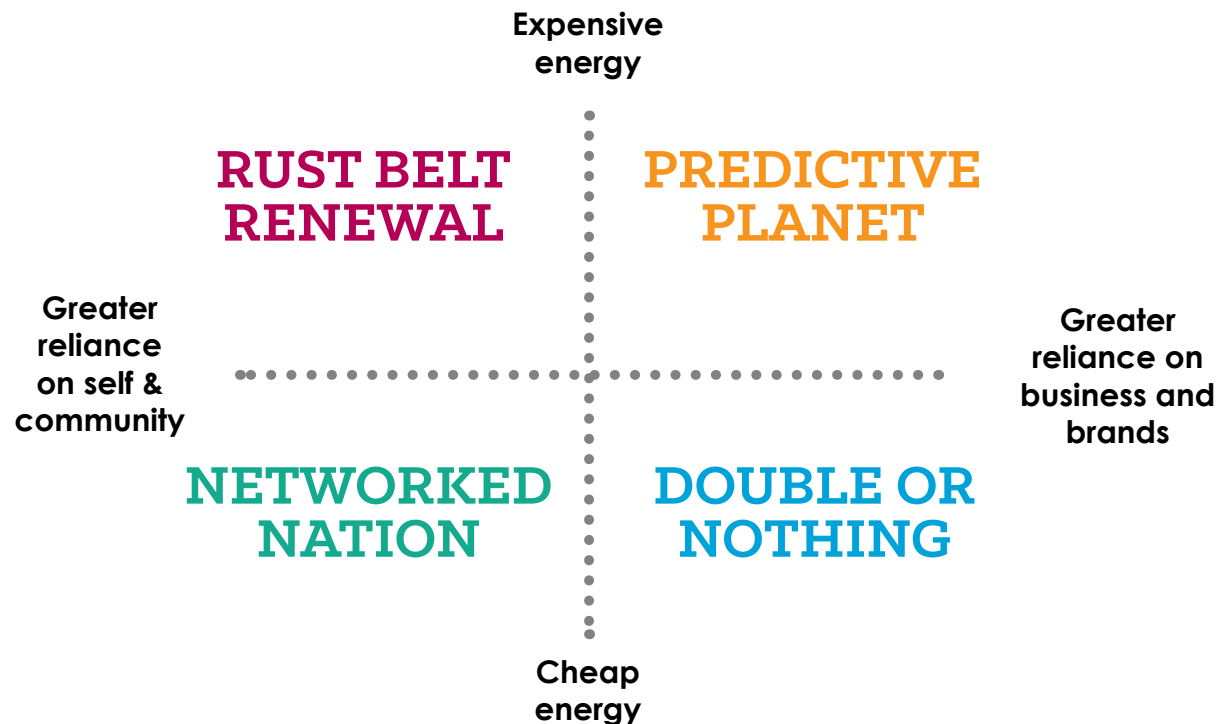 Expensive
energy
RUST BELT
RENEWAL
PREDICTIVE
PLANET
Greater
reliance
on self &
community
Greater
reliance on
business and
brands
NETWORKED
NATION
DOUBLE OR
NOTHING
Cheap
energy